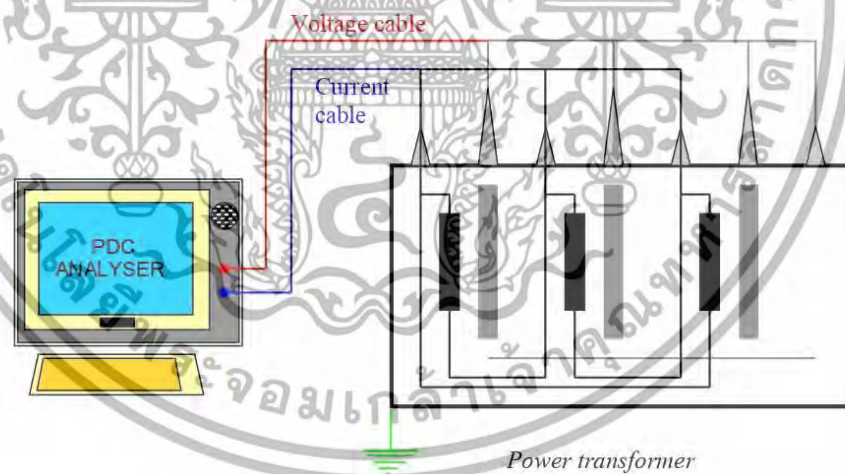 Voltage cable
Current
cable
PDC
ANALYSER
Power transformer